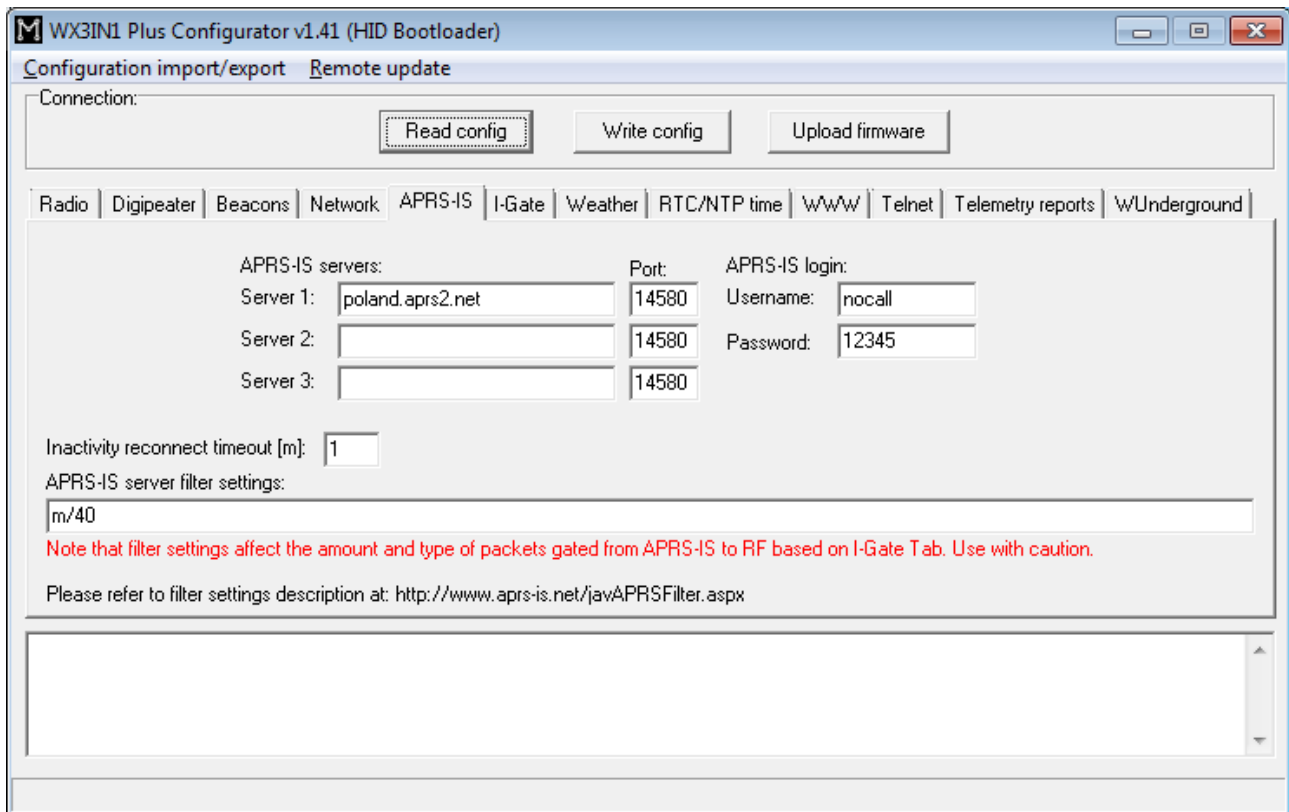 WX3IN1 Plus Configurator v1.41 (HID Bootloader)
Configuration import/export Remote update
Connection:
Read config Write config Upload firmware
Radio Digipeater Beacons Network APRS-IS I-Gate Weather RTC/NTP time WWW Telnet Telemetry reports WUnderground
APRS-IS servers: Port: APRS-IS login:
Server 1: poland.aprs2.net 14580 Username: nocall
Server 2: 14580 Password: 12345
Server 3: 14580
Inactivity reconnect timeout [m]: 1
APRS-IS server filter settings:
m/40
Note that filter settings affect the amount and type of packets gated from APRS-IS to RF based on I-Gate Tab. Use with caution.
Please refer to filter settings description at: http://www.aprs-is.net/javAPRSFilter.aspx